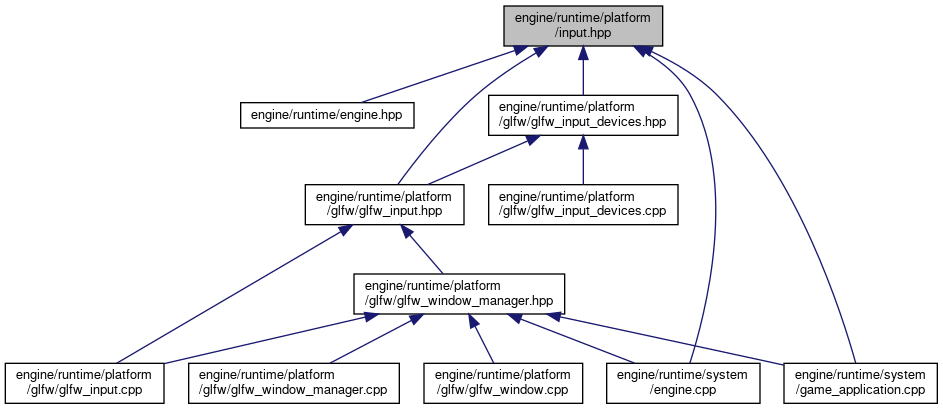 engine/runtime/platform
/input.hpp
engine/runtime/engine.hpp
engine/runtime/platform
/glfw/glfw_input_devices.hpp
engine/runtime/platform
/glfw/glfw_input.hpp
engine/runtime/platform
/glfw/glfw_input_devices.cpp
engine/runtime/platform
/glfw/glfw_window_manager.hpp
engine/runtime/platform
/glfw/glfw_input.cpp
engine/runtime/platform
/glfw/glfw_window_manager.cpp
engine/runtime/platform
/glfw/glfw_window.cpp
engine/runtime/system
/engine.cpp
engine/runtime/system
/game_application.cpp